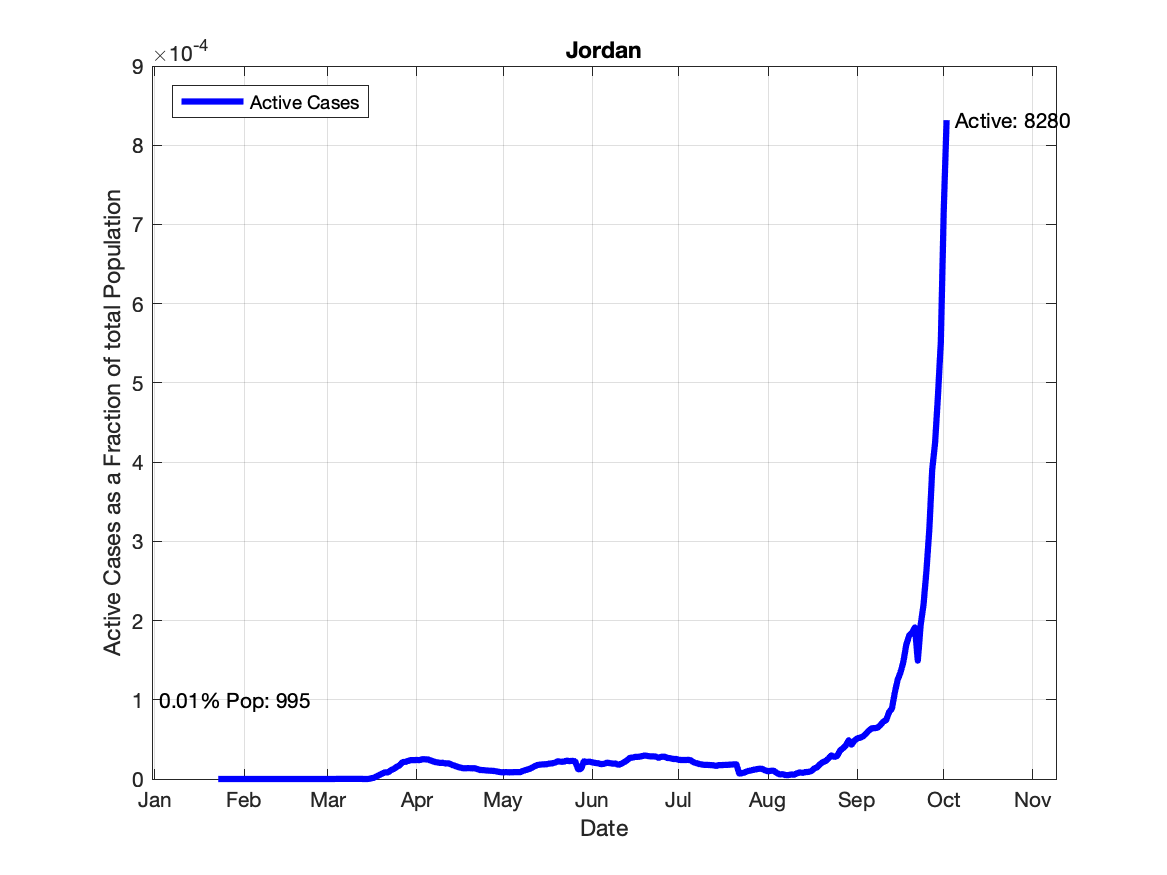 Jordan
×10-4
Active Cases
Active: 8280
0.01% Pop: 995
Active Cases as a Fraction of total Population
9
8
7
6
5
4
3
2
1
0
Jan Feb Mar Apr May Jun Jul Aug Sep Oct Nov
Date